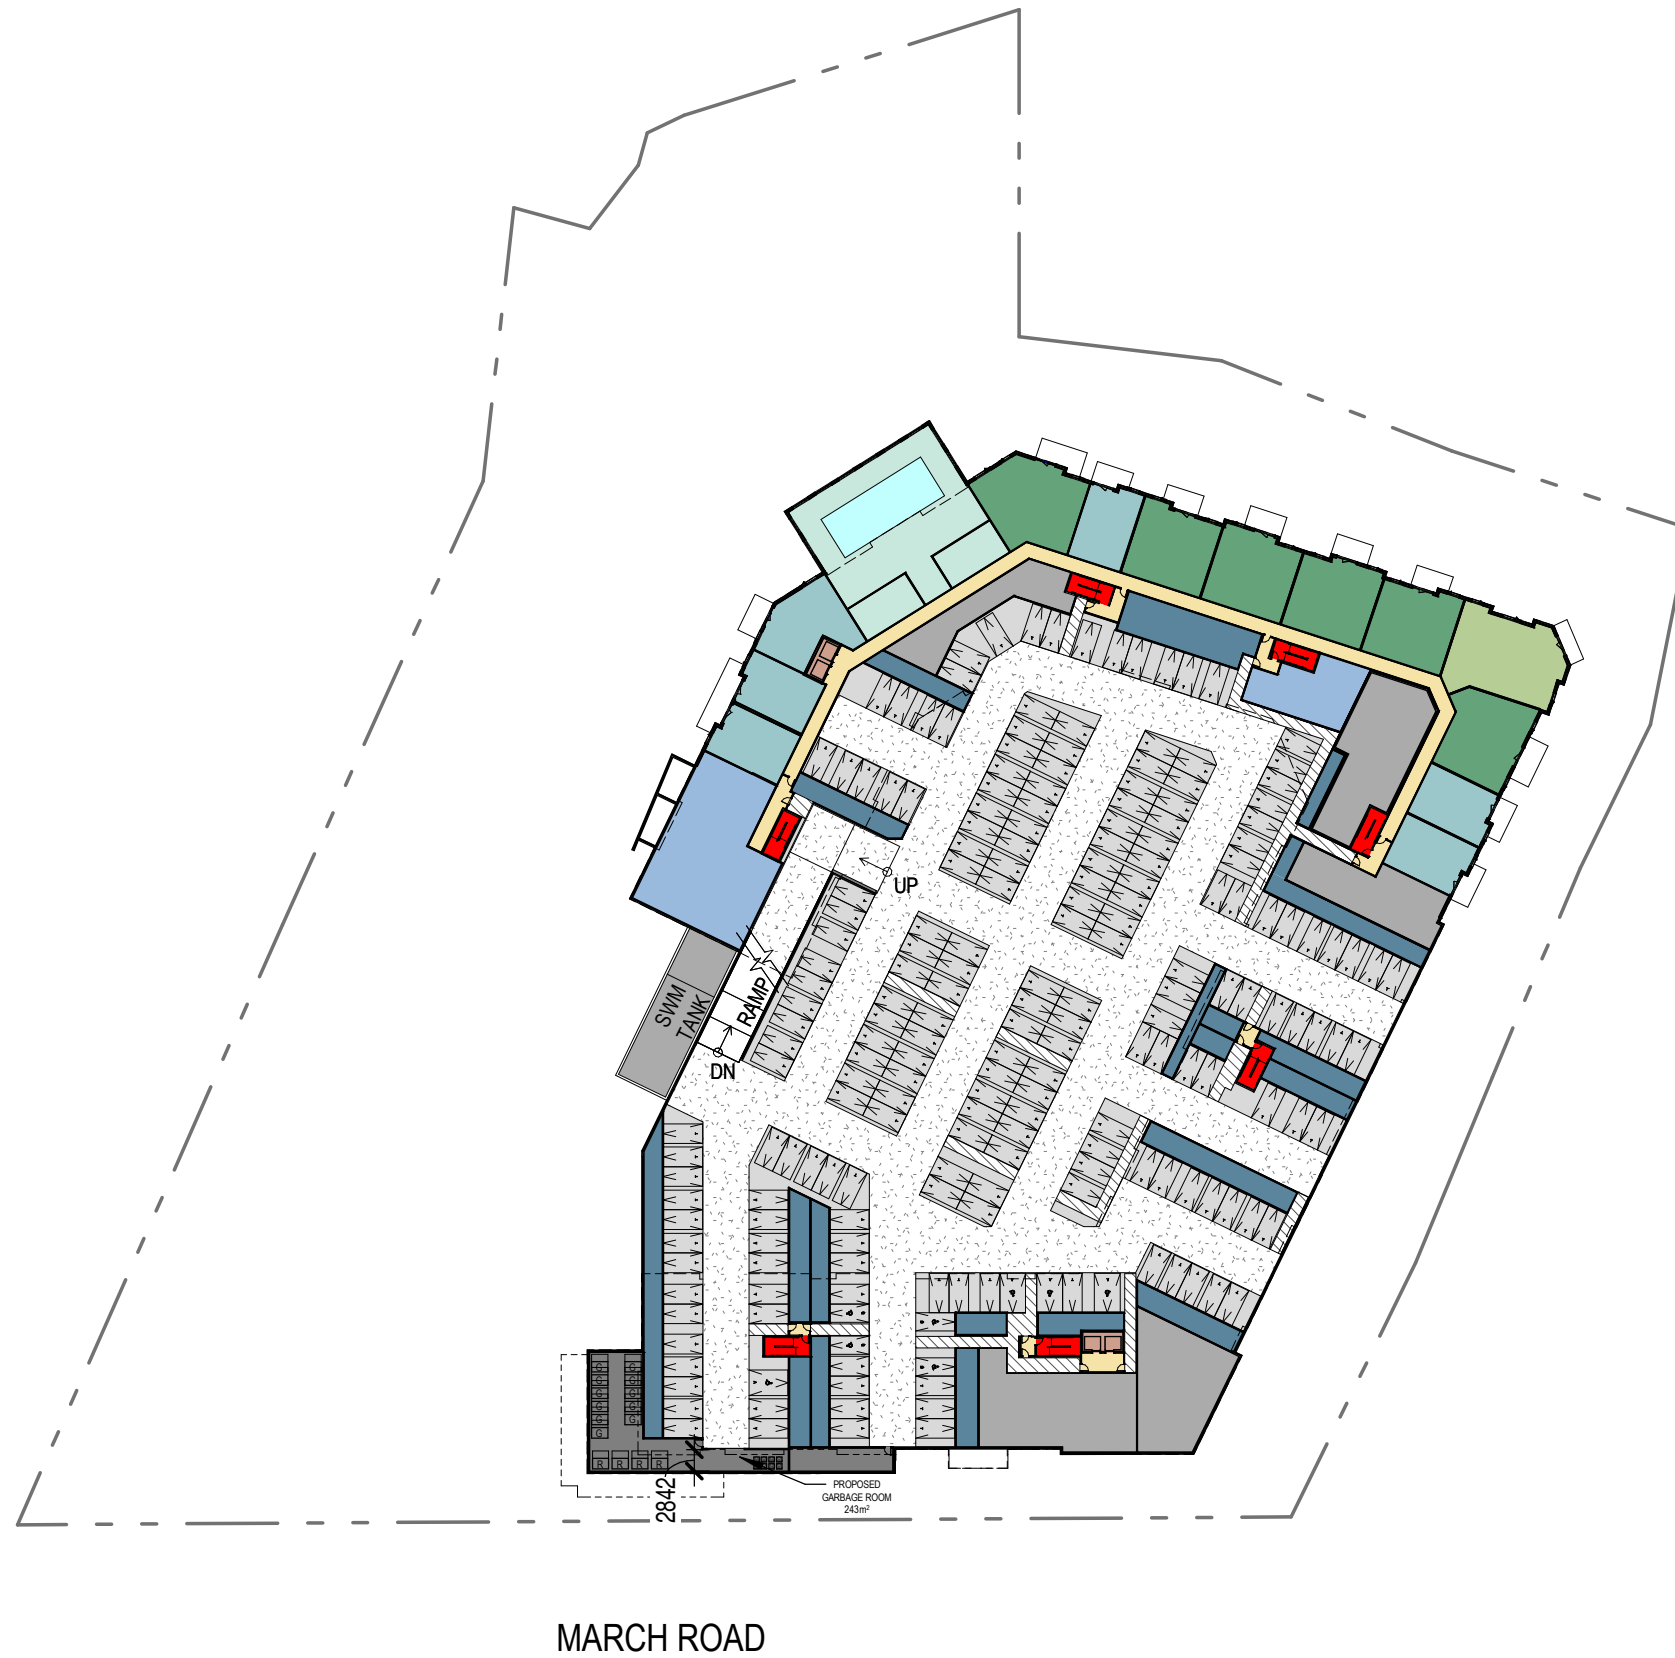 UP
SWM
TANK
RAMP
DN
G
G
G
G
G
G
G
G
G
G
G
R
R
R
R
2842
PROPOSED
GARBAGE ROOM
243m²
MARCH ROAD